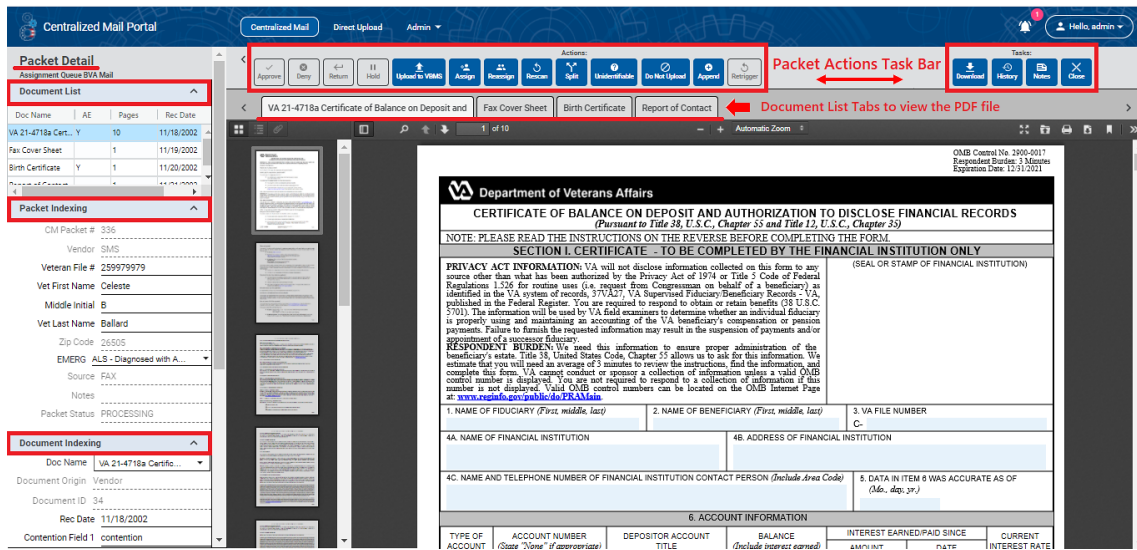 Centralized Mail Portal
Centralized Mail Direct Upload Admin
1
Hello, admin
Packet Detail
Assignment Queue BVA Mail
Document List
Doc Name AE Pages Rec Date
VA 21-4718a Cert... Y 10 11/18/2002
Fax Cover Sheet 1 11/19/2002
Birth Certificate Y 1 11/20/2002
Report of Contact 1 11/21/2002
Packet Indexing
CM Packet # 336
Vendor SMS
Veteran File # 259979979
Vet First Name Celeste
Middle Initial B
Vet Last Name Ballard
Zip Code 26505
EMERG ALS - Diagnosed with A...
Source FAX
Notes
Packet Status PROCESSING
Document Indexing
Doc Name VA 21-4718a Certific...
Document Origin Vendor
Document ID 34
Rec Date 11/18/2002
Contention Field 1 contention
Actions:
Approve Deny Return Hold Upload to VBMS Assign Reassign Rescan Split Unidentifiable Do Not Upload Append Retrigger
Packet Actions Task Bar
Tasks:
Download History Notes Close
VA 21-4718a Certificate of Balance on Deposit and Fax Cover Sheet Birth Certificate Report of Contact
Document List Tabs to view the PDF file
1 of 10
Automatic Zoom
OMB Control No. 2900-0017
Respondent Burden: 3 Minutes
Expiration Date: 12/31/2021
VA Department of Veterans Affairs
CERTIFICATE OF BALANCE ON DEPOSIT AND AUTHORIZATION TO DISCLOSE FINANCIAL RECORDS
(Pursuant to Title 38, U.S.C., Chapter 55 and Title 12, U.S.C., Chapter 35)
NOTE: PLEASE READ THE INSTRUCTIONS ON THE REVERSE BEFORE COMPLETING THE FORM.
SECTION I. CERTIFICATE - TO BE COMPLETED BY THE FINANCIAL INSTITUTION ONLY
PRIVACY ACT INFORMATION: VA will not disclose information collected on this form to any
source other than what has been authorized by the Privacy Act of 1974 or Title 5 Code of Federal
Regulations 1.526 for routine uses (i.e. request from Congressman on behalf of a beneficiary) as
identified in the VA system of records, 37VA27, VA Supervised Fiduciary/Beneficiary Records - VA,
published in the Federal Register. You are required to respond to obtain or retain benefits (38 U.S.C.
5701). The information will be used by VA field examiners to determine whether an individual fiduciary
is properly using and maintaining an accounting of the VA beneficiary's compensation or pension
payments. Failure to furnish the requested information may result in the suspension of payments and/or
appointment of a successor fiduciary.
RESPONDENT BURDEN: We need this information to ensure proper administration of the
beneficiary's estate. Title 38, United States Code, Chapter 55 allows us to ask for this information. We
estimate that you will need an average of 3 minutes to review the instructions, find the information, and
complete this form. VA cannot conduct or sponsor a collection of information unless a valid OMB
control number is displayed. You are not required to respond to a collection of information if this
number is not displayed. Valid OMB control numbers can be located on the OMB Internet Page
at: www.reginfo.gov/public/do/PRAMain.
(SEAL OR STAMP OF FINANCIAL INSTITUTION)
1. NAME OF FIDUCIARY (First, middle, last) 2. NAME OF BENEFICIARY (First, middle, last) 3. VA FILE NUMBER
C-
4A. NAME OF FINANCIAL INSTITUTION 4B. ADDRESS OF FINANCIAL INSTITUTION
4C. NAME AND TELEPHONE NUMBER OF FINANCIAL INSTITUTION CONTACT PERSON (Include Area Code) 5. DATA IN ITEM 6 WAS ACCURATE AS OF
(Mo., day, yr.)
6. ACCOUNT INFORMATION
TYPE OF ACCOUNT NUMBER DEPOSITOR ACCOUNT BALANCE INTEREST EARNED/PAID SINCE CURRENT
ACCOUNT (State "None" if appropriate) TITLE (Include interest earned) AMOUNT DATE INTEREST RATE